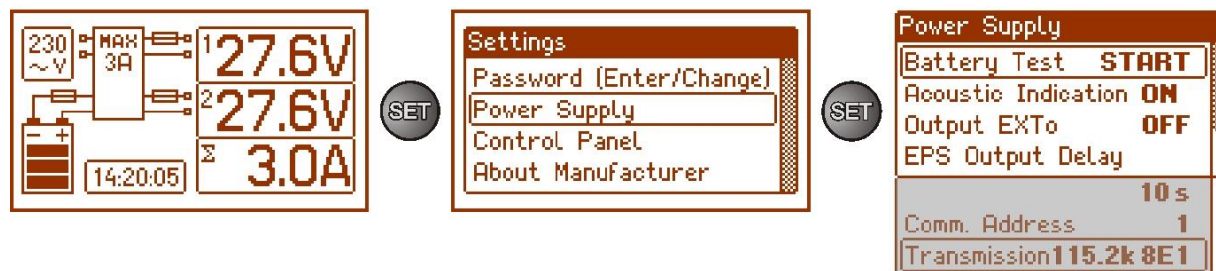 230
~V
MAX
3A
1 27.6V
2 27.6V
Σ 3.0A
- +
14:20:05
SET
Settings
Password (Enter/Change)
Power Supply
Control Panel
About Manufacturer
SET
Power Supply
Battery Test START
Acoustic Indication ON
Output EXTo OFF
EPS Output Delay
10 s
Comm. Address 1
Transmission 115.2k 8E1